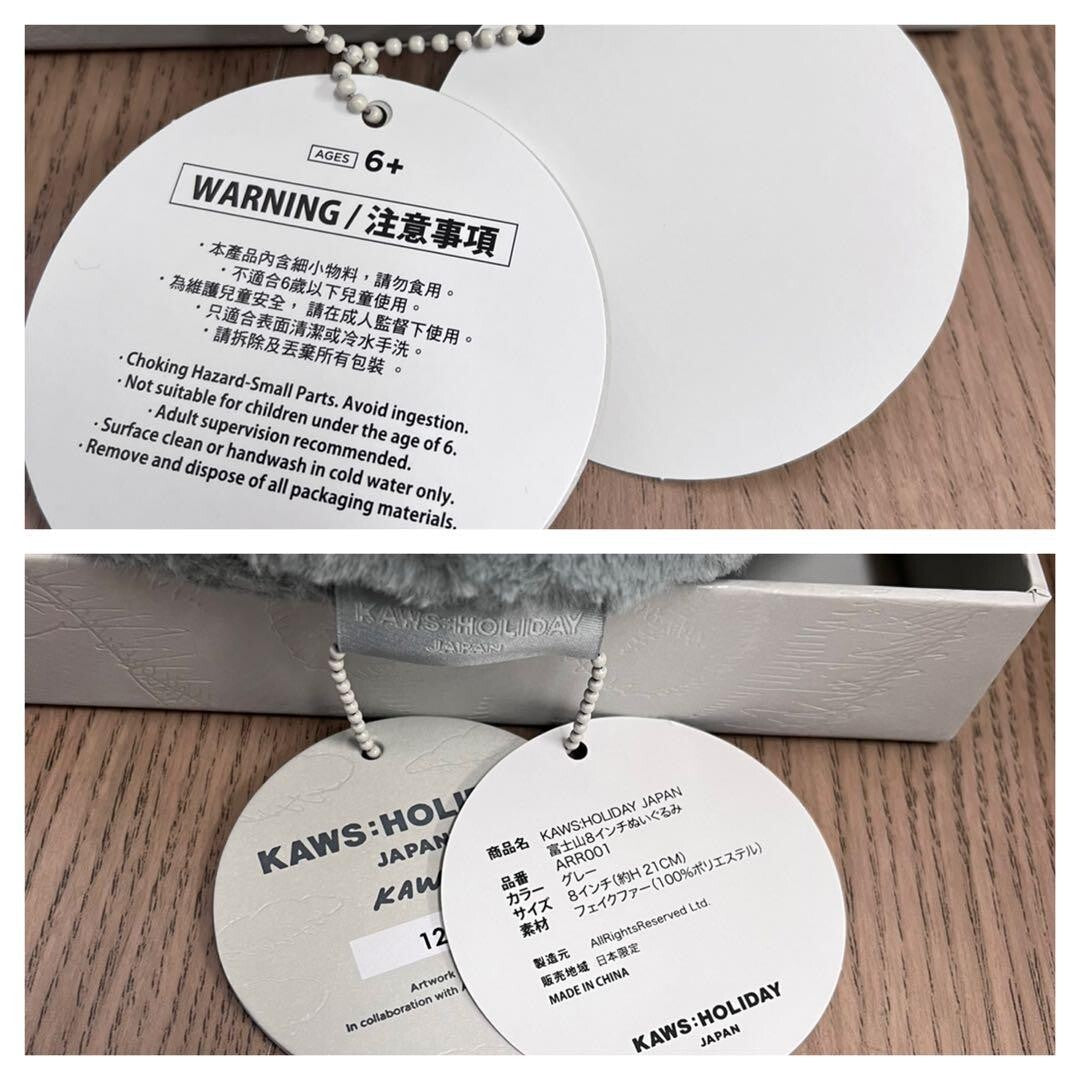 AGES 6+
WARNING / 注意事項
・本產品內含細小物料，請勿食用。
・不適合6歲以下兒童使用。
・為維護兒童安全，請在成人監督下使用。
・只適合表面清潔或冷水手洗。
・請拆除及丟棄所有包裝。
・Choking Hazard-Small Parts. Avoid ingestion.
・Not suitable for children under the age of 6.
・Adult supervision recommended.
・Surface clean or handwash in cold water only.
・Remove and dispose of all packaging materials.
KAWS:HOLIDAY
JAPAN
KAWS:HOLI
JAPAN
KAW
12
Artwork
In collaboration with
商品名 KAWS:HOLIDAY JAPAN
富士山8インチぬいぐるみ
品番 ARR001
カラー グレー
サイズ 8インチ(約H 21CM)
素材 フェイクファー(100%ポリエステル)
製造元 AllRightsReserved Ltd.
販売地域 日本限定
MADE IN CHINA
KAWS:HOLIDAY
JAPAN